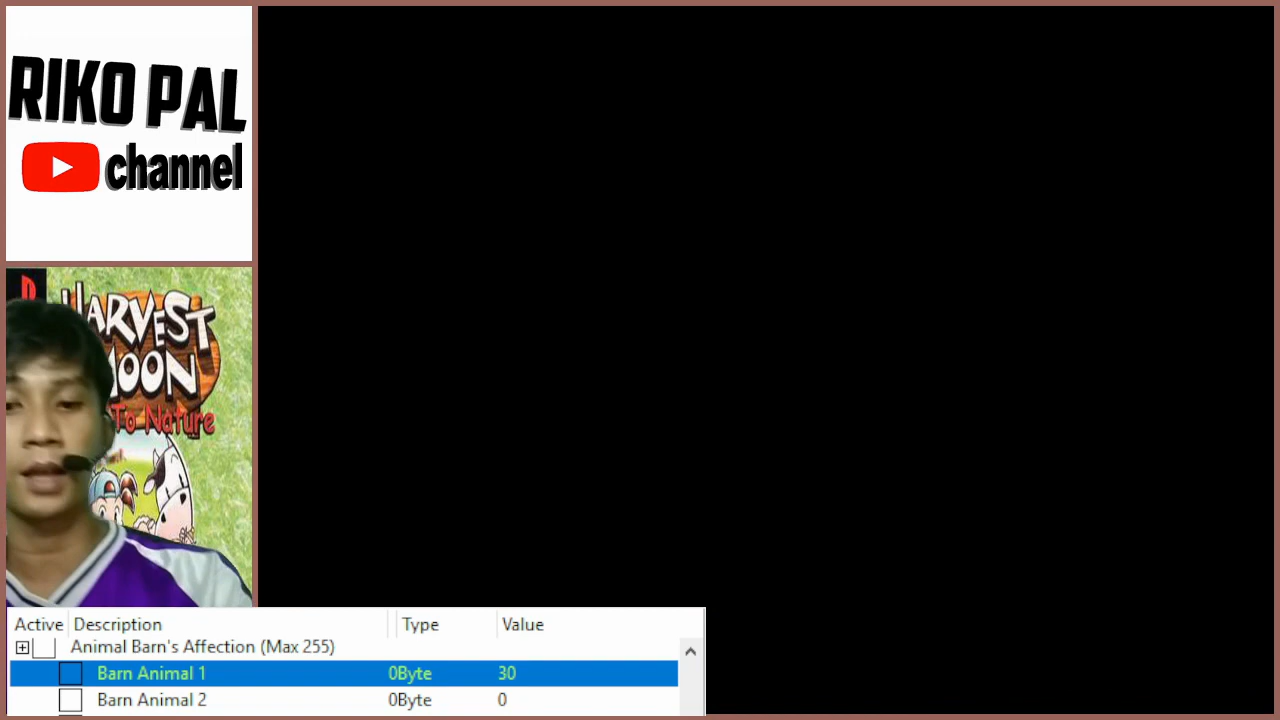 RIKO PAL
channel
HARVEST
MOON
To Nature
Active Description Type Value
Animal Barn's Affection (Max 255)
Barn Animal 1 0Byte 30
Barn Animal 2 0Byte 0